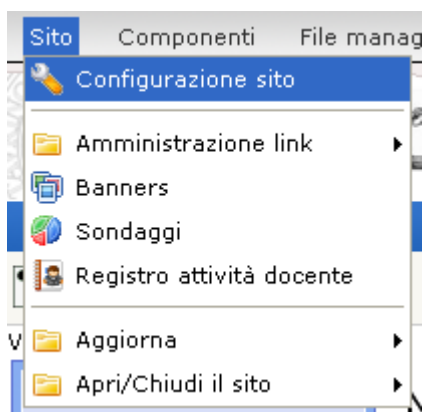 Sito Componenti File manag
Configurazione sito
Amministrazione link
Banners
Sondaggi
Registro attività docente
Aggiorna
Apri/Chiudi il sito